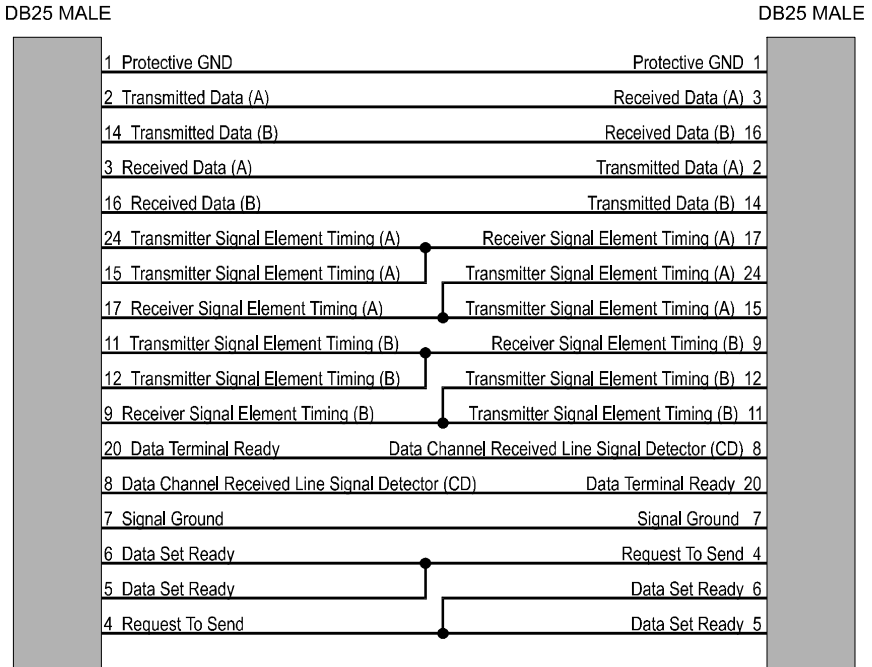 DB25 MALE DB25 MALE
1 Protective GND Protective GND 1
2 Transmitted Data (A) Received Data (A) 3
14 Transmitted Data (B) Received Data (B) 16
3 Received Data (A) Transmitted Data (A) 2
16 Received Data (B) Transmitted Data (B) 14
24 Transmitter Signal Element Timing (A) Receiver Signal Element Timing (A) 17
15 Transmitter Signal Element Timing (A) Transmitter Signal Element Timing (A) 24
17 Receiver Signal Element Timing (A) Transmitter Signal Element Timing (A) 15
11 Transmitter Signal Element Timing (B) Receiver Signal Element Timing (B) 9
12 Transmitter Signal Element Timing (B) Transmitter Signal Element Timing (B) 12
9 Receiver Signal Element Timing (B) Transmitter Signal Element Timing (B) 11
20 Data Terminal Ready Data Channel Received Line Signal Detector (CD) 8
8 Data Channel Received Line Signal Detector (CD) Data Terminal Ready 20
7 Signal Ground Signal Ground 7
6 Data Set Ready Request To Send 4
5 Data Set Ready Data Set Ready 6
4 Request To Send Data Set Ready 5